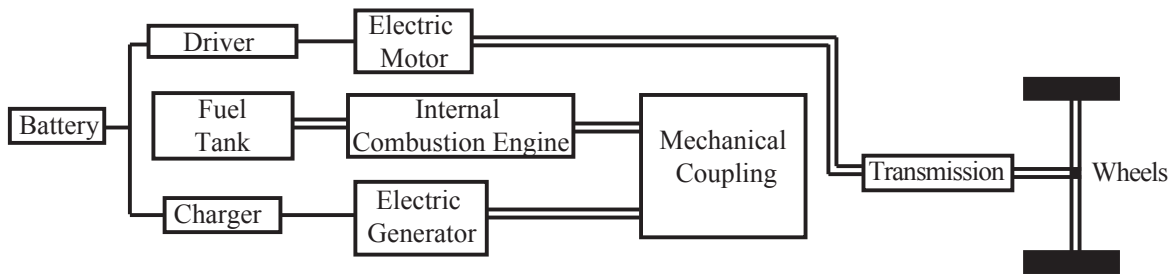 Driver
Electric
Motor
Battery
Fuel
Tank
Internal
Combustion Engine
Mechanical
Coupling
Transmission
Wheels
Charger
Electric
Generator